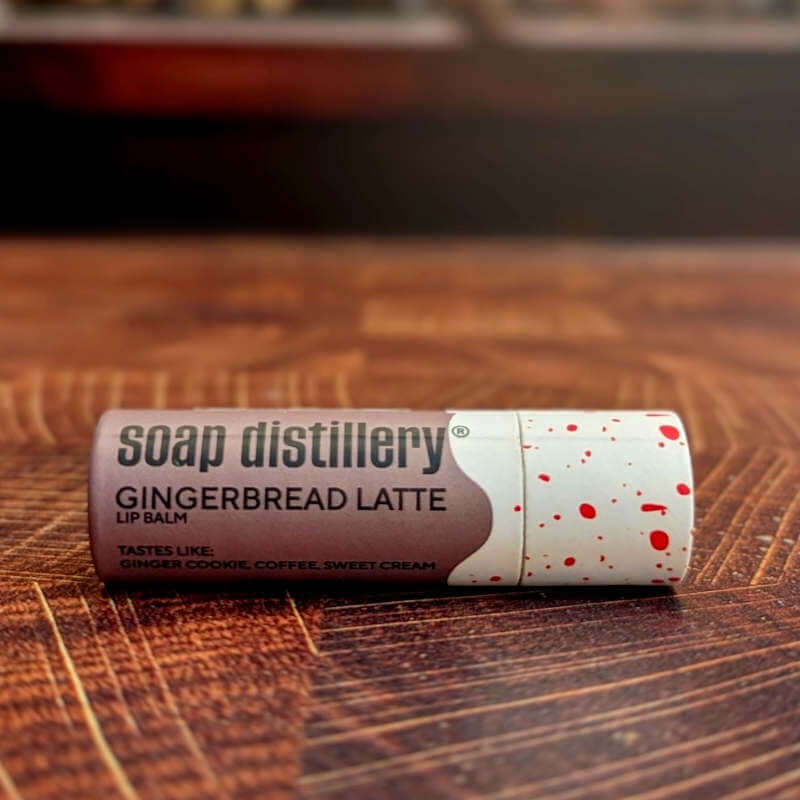 soap distillery®
GINGERBREAD LATTE
LIP BALM
TASTES LIKE:
GINGER COOKIE, COFFEE, SWEET CREAM